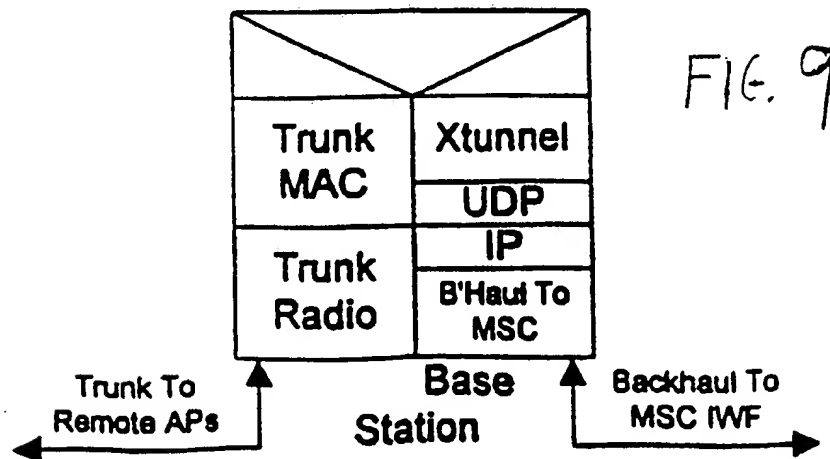 FIG. 9
Trunk
MAC
Xtunnel
UDP
Trunk
Radio
IP
B'Haul To
MSC
Trunk To
Remote APs
Base
Station
Backhaul To
MSC IWF